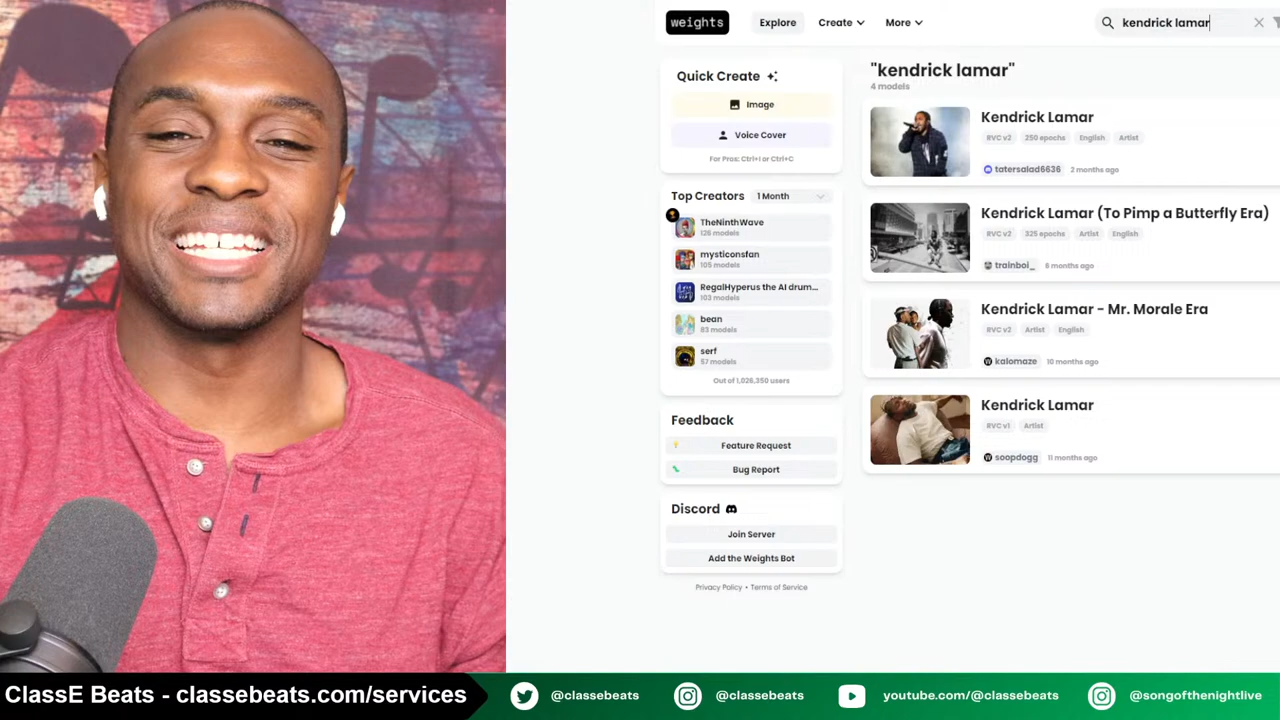 weights
Explore
Create
More
kendrick lamar
Quick Create
Image
Voice Cover
For Pros: Ctrl+I or Ctrl+C
Top Creators
1 Month
TheNinthWave
126 models
mysticonsfan
105 models
RegalHyperus the AI drum...
103 models
bean
83 models
serf
57 models
Out of 1,026,350 users
Feedback
Feature Request
Bug Report
Discord
Join Server
Add the Weights Bot
Privacy Policy • Terms of Service
"kendrick lamar"
4 models
Kendrick Lamar
RVC v2 250 epochs English Artist
tatersalad6636 2 months ago
Kendrick Lamar (To Pimp a Butterfly Era)
RVC v2 325 epochs Artist English
trainboi_ 6 months ago
Kendrick Lamar - Mr. Morale Era
RVC v2 Artist English
kalomaze 10 months ago
Kendrick Lamar
RVC v1 Artist
soopdogg 11 months ago
ClassE Beats - classebeats.com/services
@classebeats
@classebeats
youtube.com/@classebeats
@songofthenightlive